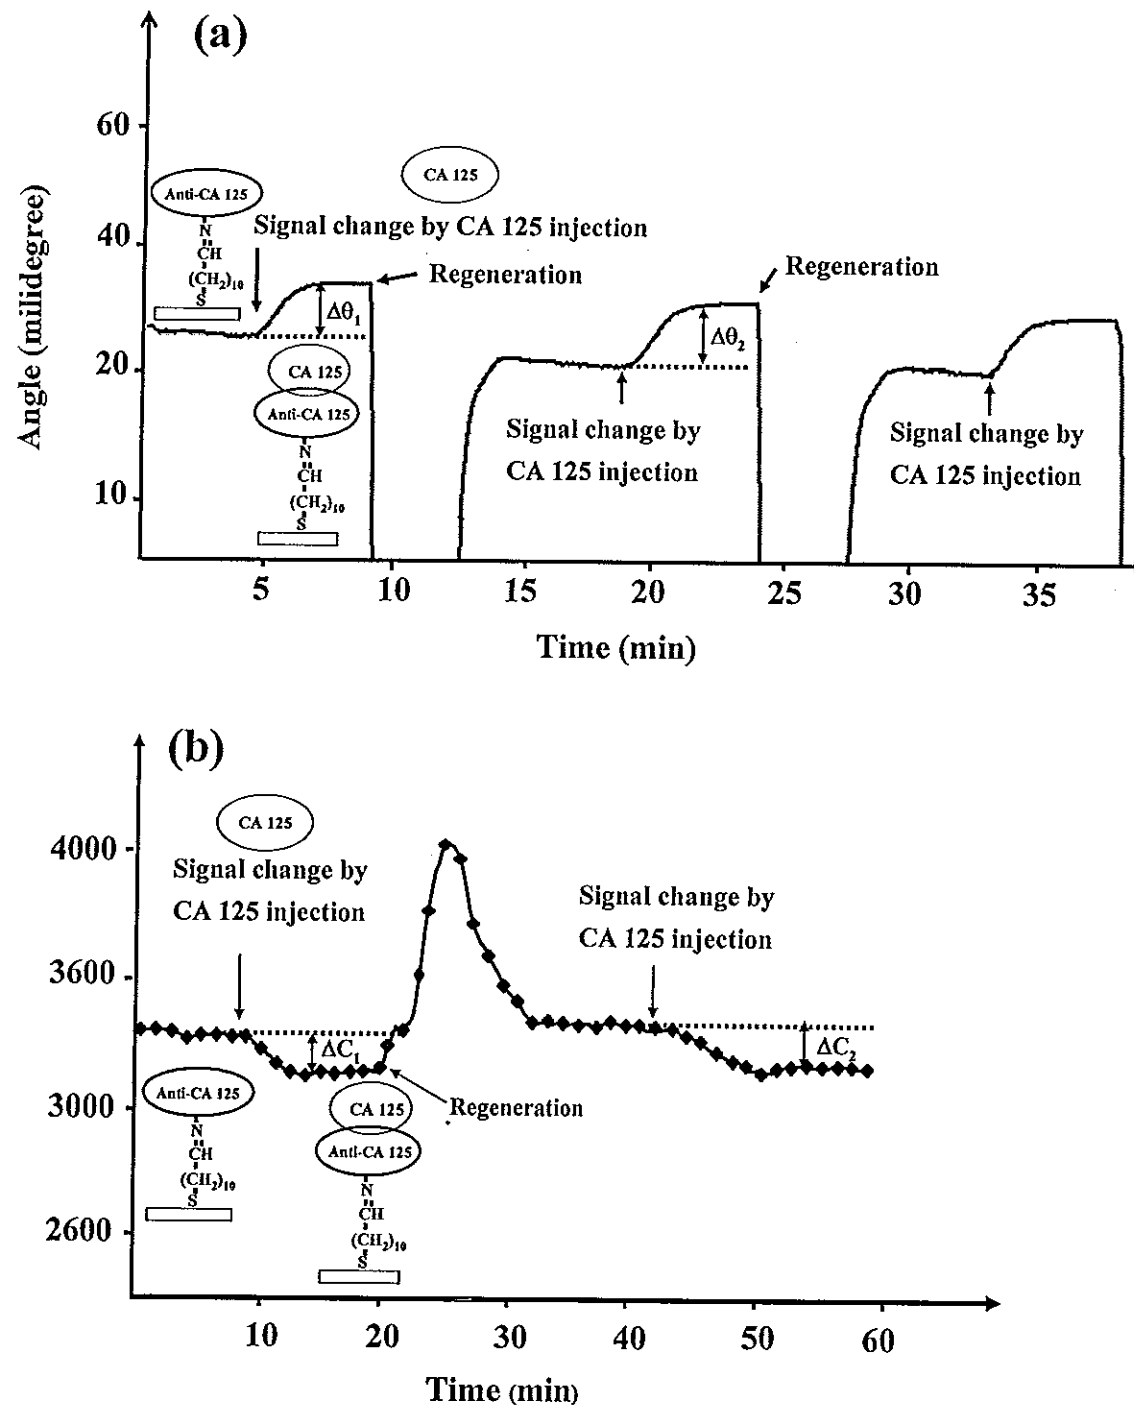 (a)
60
40
20
10
Angle (milidegree)
CA 125
Anti-CA 125
N
CH
(CH₂)₁₀
S
Signal change by CA 125 injection
Regeneration
Δθ₁
CA 125
Anti-CA 125
N
CH
(CH₂)₁₀
S
Regeneration
Δθ₂
Signal change by
CA 125 injection
Signal change by
CA 125 injection
5 10 15 20 25 30 35
Time (min)
(b)
4000
3600
3000
2600
CA 125
Signal change by
CA 125 injection
Signal change by
CA 125 injection
ΔC₁
ΔC₂
Regeneration
Anti-CA 125
N
CH
(CH₂)₁₀
S
CA 125
Anti-CA 125
N
CH
(CH₂)₁₀
S
10 20 30 40 50 60
Time (min)